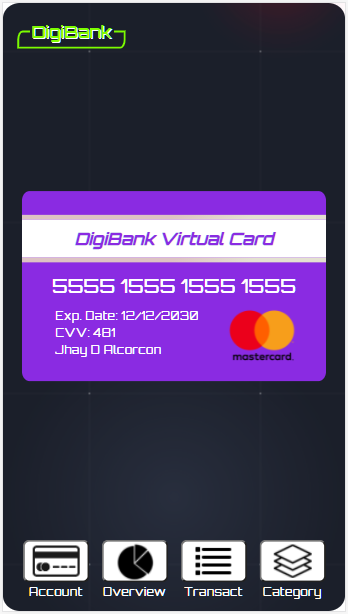 DigiBank
DigiBank Virtual Card
5555 1555 1555 1555
Exp. Date: 12/12/2030
CVV: 481
Jhay D Alcorcon
mastercard.
Account Overview Transact Category